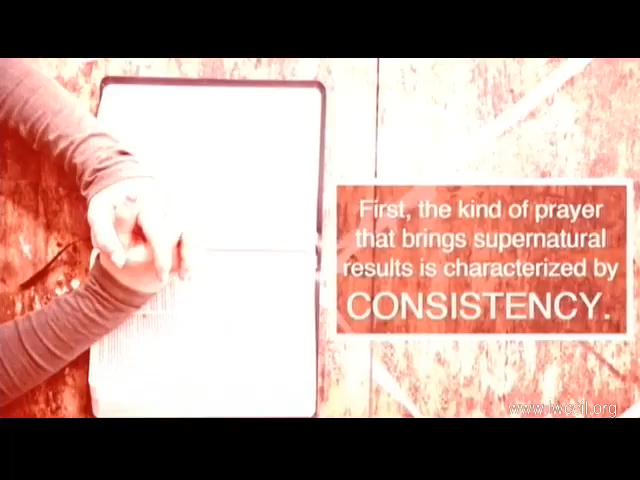 First, the kind of prayer
that brings supernatural
results is characterized by
CONSISTENCY.